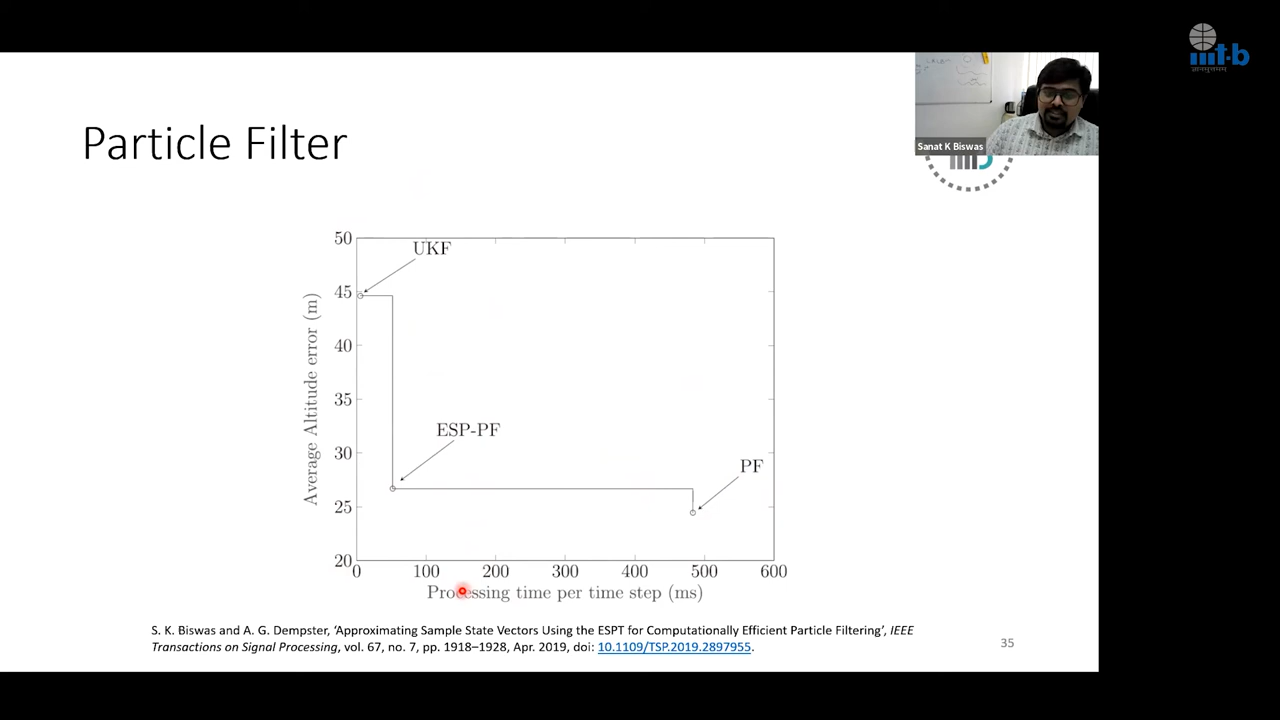 iiit-b
ज्ञानमुत्तमम्
Sanat K Biswas
Particle Filter
50
45
40
35
30
25
20
Average Altitude error (m)
UKF
ESP-PF
PF
0 100 200 300 400 500 600
Processing time per time step (ms)
S. K. Biswas and A. G. Dempster, ‘Approximating Sample State Vectors Using the ESPT for Computationally Efficient Particle Filtering’, IEEE
Transactions on Signal Processing, vol. 67, no. 7, pp. 1918–1928, Apr. 2019, doi: 10.1109/TSP.2019.2897955.
35